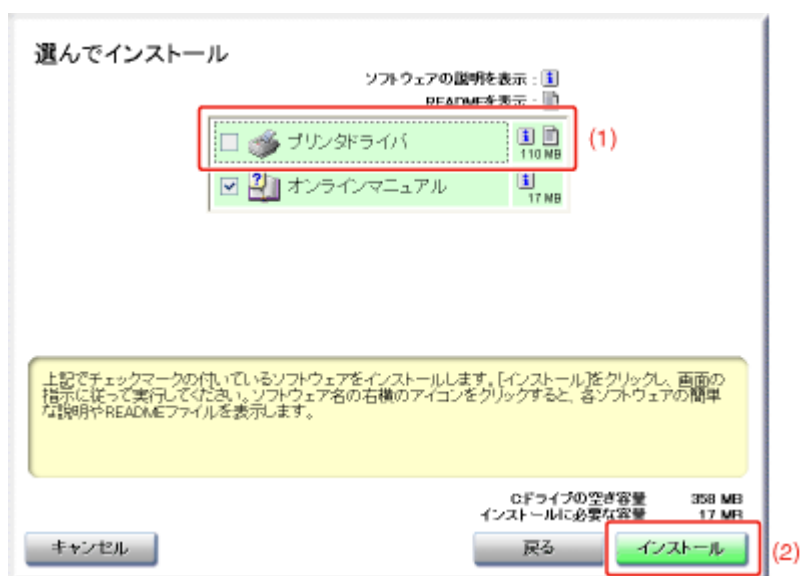 選んでインストール
ソフトウェアの説明を表示 :
READMEを表示 :
プリンタドライバ
110 MB
(1)
オンラインマニュアル
17 MB
上記でチェックマークの付いているソフトウェアをインストールします。[インストール]をクリックし、画面の
指示に従って実行してください。ソフトウェア名の右横のアイコンをクリックすると、各ソフトウェアの簡単
な説明やREADMEファイルを表示します。
C:ドライブの空き容量 358 MB
インストールに必要な容量 17 MB
キャンセル
戻る
インストール
(2)